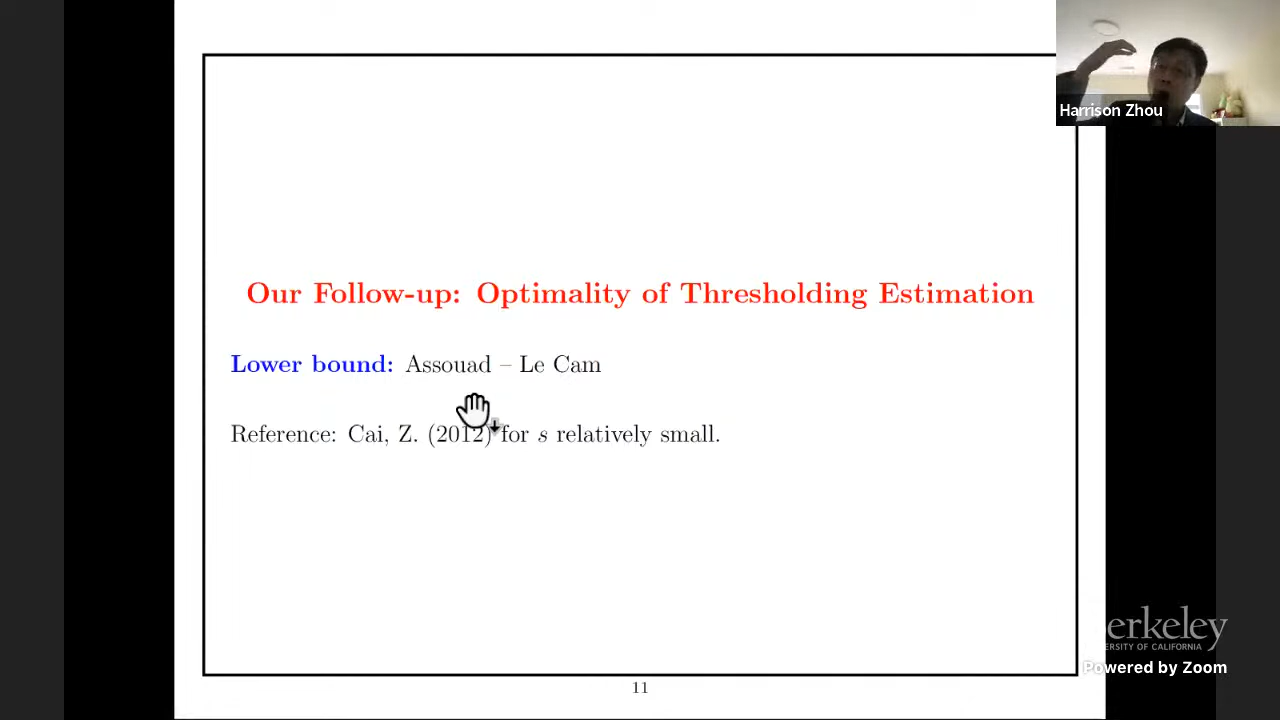 Harrison Zhou
Our Follow-up: Optimality of Thresholding Estimation
Lower bound: Assouad – Le Cam
Reference: Cai, Z. (2012) for s relatively small.
erkeley
ERSITY OF CALIFORNIA
Powered by Zoom
11